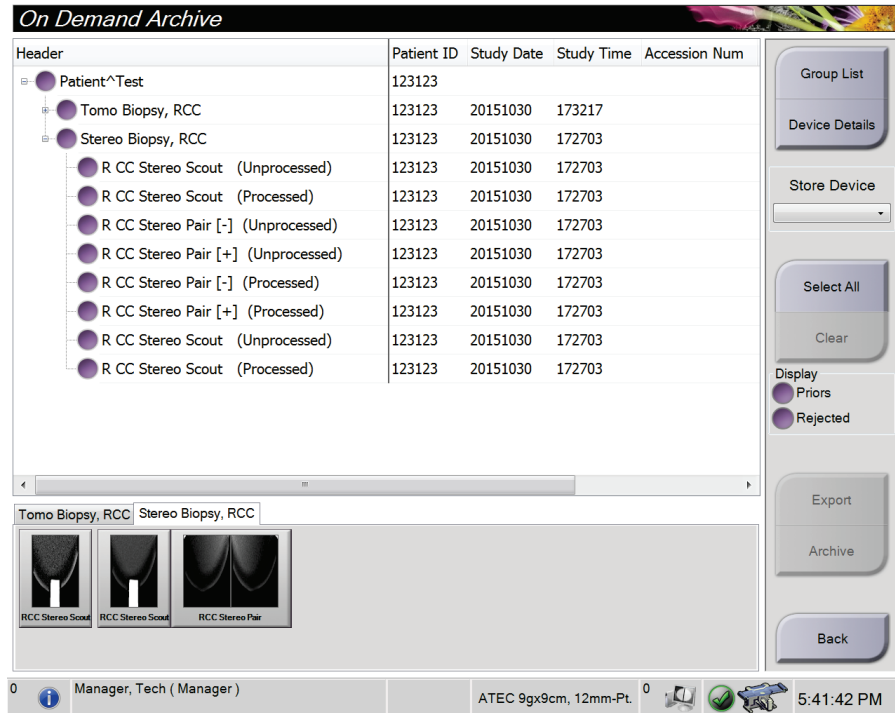 On Demand Archive
Header Patient ID Study Date Study Time Accession Num
Patient^Test 123123
Tomo Biopsy, RCC 123123 20151030 173217
Stereo Biopsy, RCC 123123 20151030 172703
R CC Stereo Scout (Unprocessed) 123123 20151030 172703
R CC Stereo Scout (Processed) 123123 20151030 172703
R CC Stereo Pair [-] (Unprocessed) 123123 20151030 172703
R CC Stereo Pair [+] (Unprocessed) 123123 20151030 172703
R CC Stereo Pair [-] (Processed) 123123 20151030 172703
R CC Stereo Pair [+] (Processed) 123123 20151030 172703
R CC Stereo Scout (Unprocessed) 123123 20151030 172703
R CC Stereo Scout (Processed) 123123 20151030 172703
Group List
Device Details
Store Device
Select All
Clear
Display
Priors
Rejected
Export
Archive
Back
Tomo Biopsy, RCC Stereo Biopsy, RCC
RCC Stereo Scout RCC Stereo Scout RCC Stereo Pair
0 Manager, Tech ( Manager ) ATEC 9gx9cm, 12mm-Pt. 0 5:41:42 PM